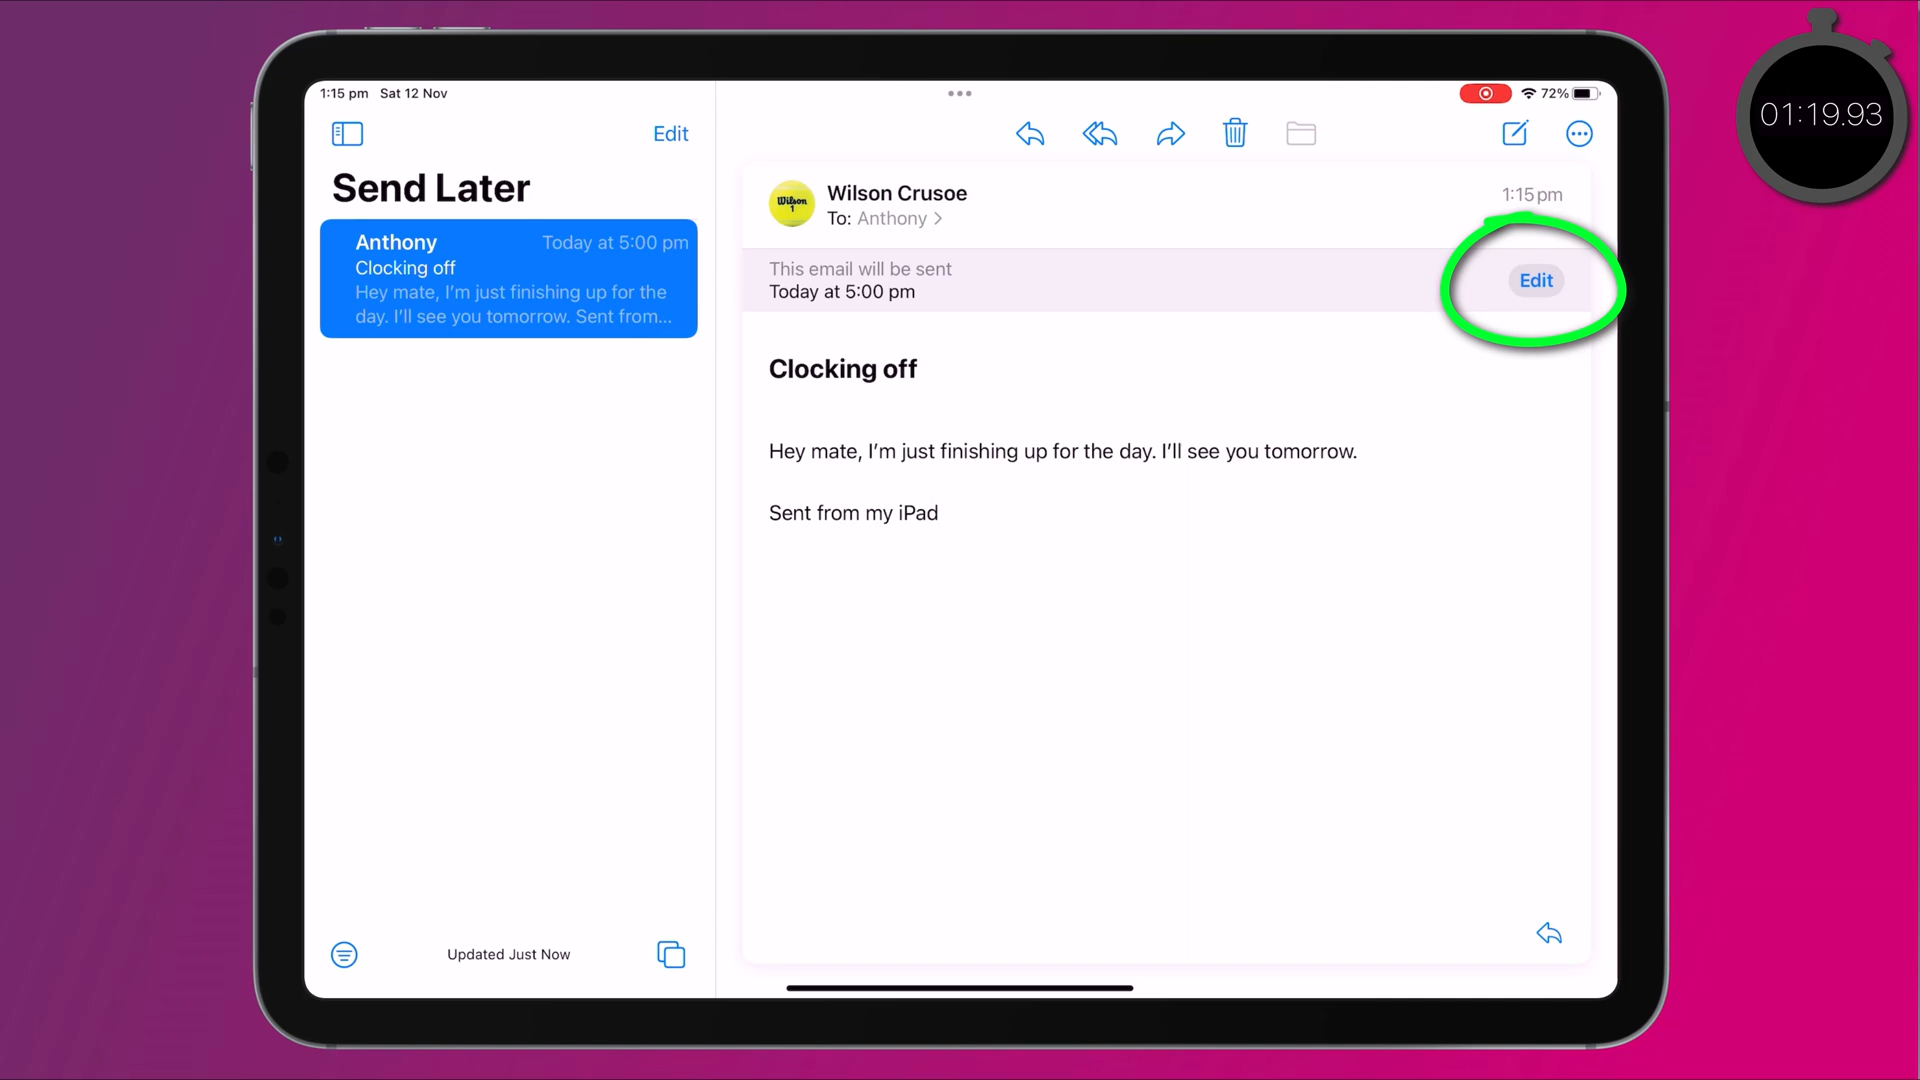 1:15 pm Sat 12 Nov
72%
01:19.93
Edit
Send Later
Anthony Today at 5:00 pm
Clocking off
Hey mate, I'm just finishing up for the
day. I'll see you tomorrow. Sent from...
Updated Just Now
Wilson 1
Wilson Crusoe
1:15 pm
To: Anthony
This email will be sent
Today at 5:00 pm
Edit
Clocking off
Hey mate, I'm just finishing up for the day. I'll see you tomorrow.
Sent from my iPad